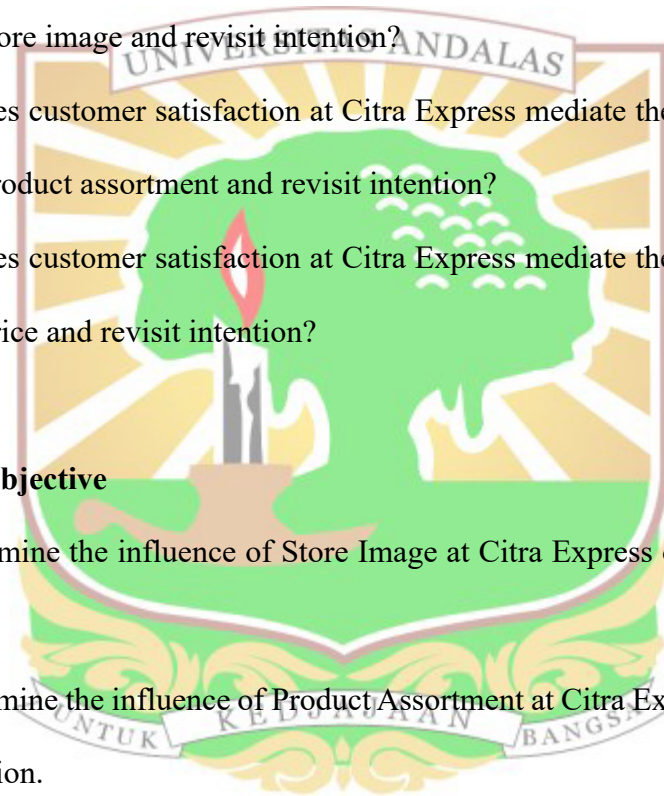 ore image and revisit intention?
UNIVERSITAS ANDALAS
es customer satisfaction at Citra Express mediate the
roduct assortment and revisit intention?
es customer satisfaction at Citra Express mediate the
rice and revisit intention?
bjective
mine the influence of Store Image at Citra Express
mine the influence of Product Assortment at Citra Ex
UNTUK KEDJAJAAN BANGSA
ion.